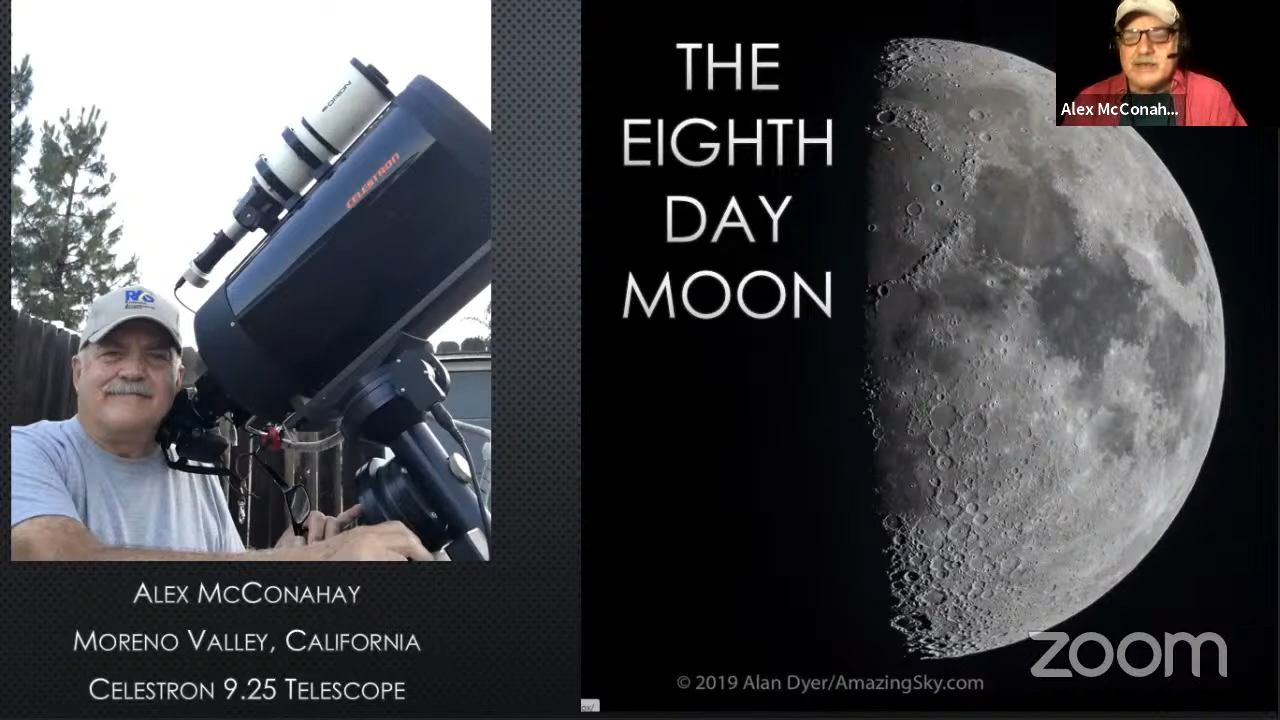 ORION
CELESTRON
ALEX MCCONAHAY
MORENO VALLEY, CALIFORNIA
CELESTRON 9.25 TELESCOPE
THE
EIGHTH
DAY
MOON
© 2019 Alan Dyer/AmazingSky.com
Alex McConah...
zoom